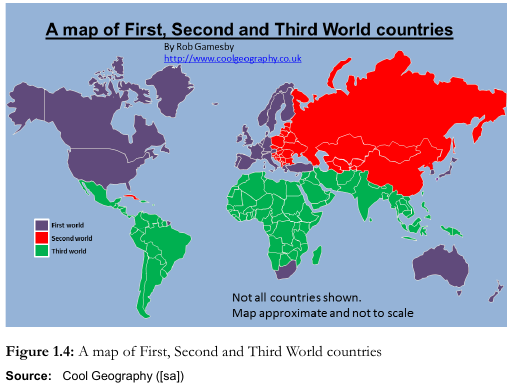 A map of First, Second and Third World countries
By Rob Gamesby
http://www.coolgeography.co.uk
First world
Second world
Third world
Not all countries shown.
Map approximate and not to scale
Figure 1.4: A map of First, Second and Third World countries
Source: Cool Geography ([sa])